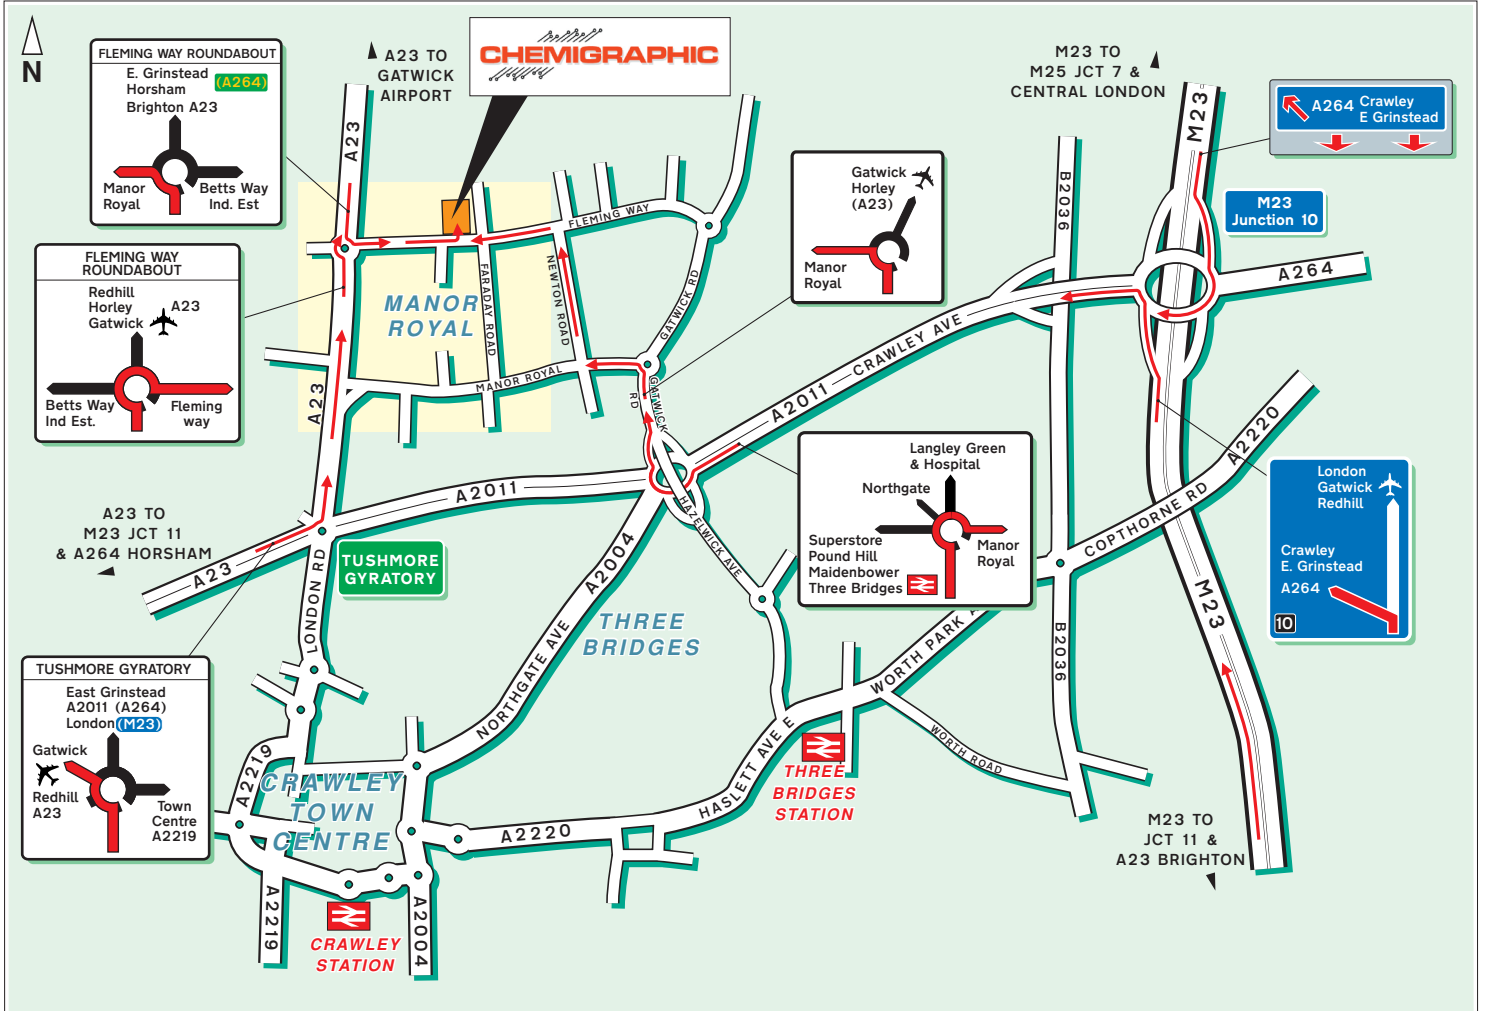 N
FLEMING WAY ROUNDABOUT
E. Grinstead (A264)
Horsham
Brighton A23
Manor
Royal
Betts Way
Ind. Est
A23 TO
GATWICK
AIRPORT
CHEMIGRAPHIC
M23 TO
M25 JCT 7 &
CENTRAL LONDON
A264 Crawley
E Grinstead
M23
Junction 10
M23
A264
B2036
A23
FLEMING WAY
Gatwick
Horley
(A23)
Manor
Royal
FLEMING WAY
ROUNDABOUT
Redhill
Horley
Gatwick
A23
Betts Way
Ind Est.
Fleming
way
MANOR
ROYAL
FARADAY ROAD
NEWTON ROAD
GATWICK RD
MANOR ROYAL
GATWICK
RD
A23
A2011
CRAWLEY AVE
A2011
A2220
COPTHORNE RD
Langley Green
& Hospital
Northgate
Superstore
Pound Hill
Maidenbower
Three Bridges
Manor
Royal
London
Gatwick
Redhill
Crawley
E. Grinstead
A264
10
A23 TO
M23 JCT 11
& A264 HORSHAM
A23
TUSHMORE
GYRATORY
LONDON RD
HAZELWICK AVE
A2004
NORTHGATE AVE
THREE
BRIDGES
WORTH PARK A
B2036
M23
WORTH ROAD
TUSHMORE GYRATORY
East Grinstead
A2011 (A264)
London (M23)
Gatwick
Redhill
A23
Town
Centre
A2219
A2219
CRAWLEY
TOWN
CENTRE
A2220
HASLETT AVE E
THREE
BRIDGES
STATION
M23 TO
JCT 11 &
A23 BRIGHTON
A2219
CRAWLEY
STATION
A2004